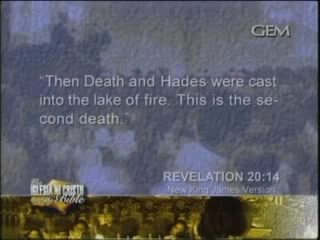 GEM
“Then Death and Hades were cast
into the lake of fire. This is the se-
cond death.”
REVELATION 20:14
New King James Version
IGLESIA NI CRISTO
Bible